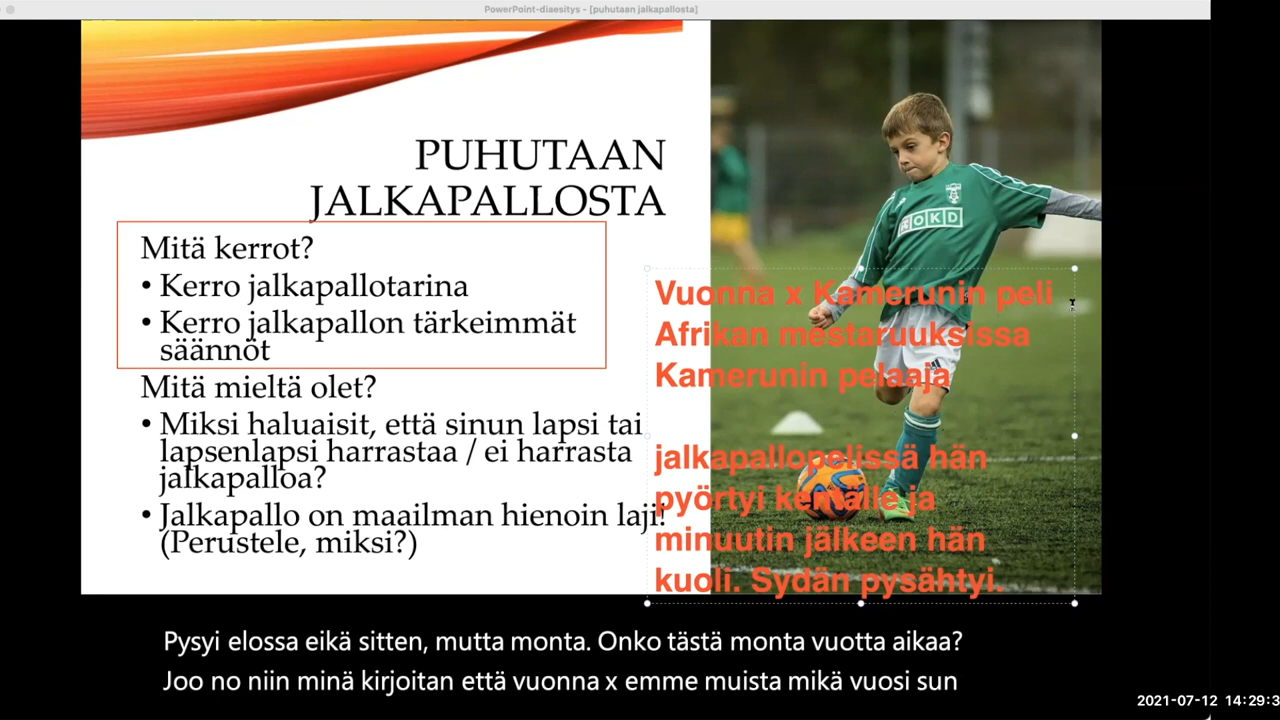 PowerPoint-diaesitys - [puhutaan jalkapallosta]
PUHUTAAN
JALKAPALLOSTA
Mitä kerrot?
• Kerro jalkapallotarina
• Kerro jalkapallon tärkeimmät
säännöt
Mitä mieltä olet?
• Miksi haluaisit, että sinun lapsi tai
lapsenlapsi harrastaa / ei harrasta
jalkapalloa?
• Jalkapallo on maailman hienoin laji!
(Perustele, miksi?)
OKD
Vuonna x Kamerunin peli
Afrikan mestaruuksissa
Kamerunin pelaaja
jalkapallopelissä hän
pyörtyi kentälle ja
minuutin jälkeen hän
kuoli. Sydän pysähtyi.
Pysyi elossa eikä sitten, mutta monta. Onko tästä monta vuotta aikaa?
Joo no niin minä kirjoitan että vuonna x emme muista mikä vuosi sun
2021-07-12 14:29:3